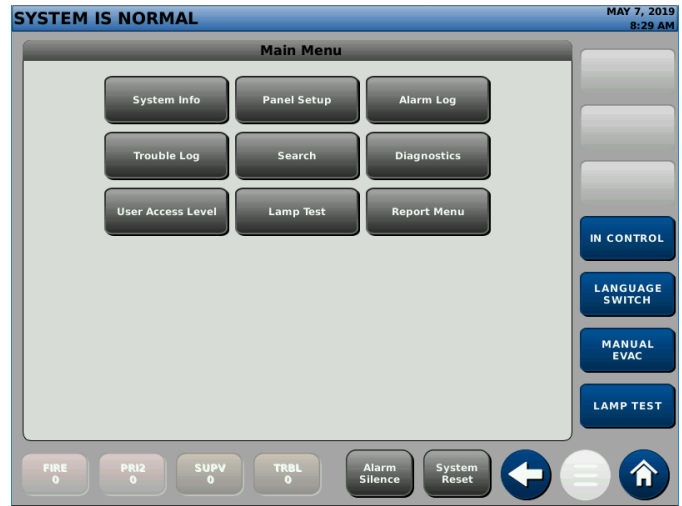 SYSTEM IS NORMAL
MAY 7, 2019
8:29 AM
Main Menu
System Info
Panel Setup
Alarm Log
Trouble Log
Search
Diagnostics
User Access Level
Lamp Test
Report Menu
IN CONTROL
LANGUAGE
SWITCH
MANUAL
EVAC
LAMP TEST
FIRE
0
PRI2
0
SUPV
0
TRBL
0
Alarm
Silence
System
Reset